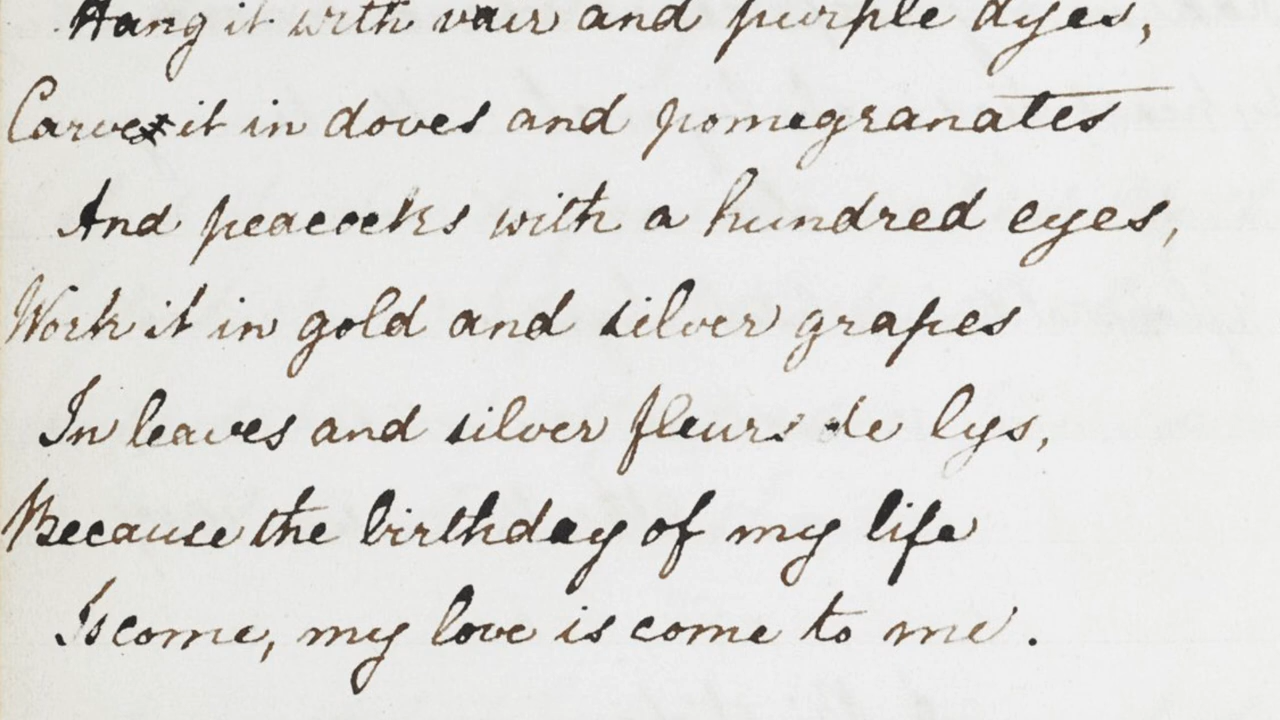 Hang it with vair and purple dyes,
Carve it in doves and pomegranates
And peacocks with a hundred eyes,
Work it in gold and silver grapes
In leaves and silver fleurs de lys,
Because the birthday of my life
Is come, my love is come to me.